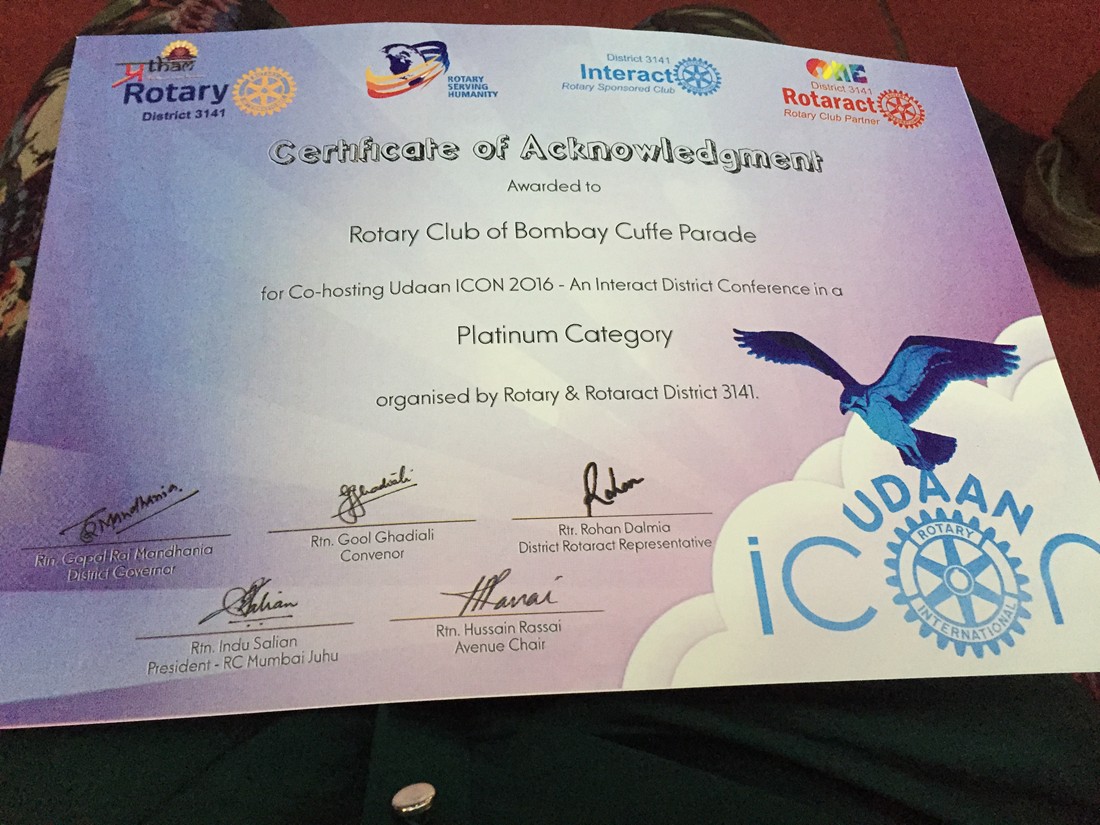 प्रtham
Rotary
District 3141
ROTARY
SERVING
HUMANITY
District 3141
Interact
Rotary Sponsored Club
District 3141
Rotaract
Rotary Club Partner
Certificate of Acknowledgment
Awarded to
Rotary Club of Bombay Cuffe Parade
for Co-hosting Udaan ICON 2016 - An Interact District Conference in a
Platinum Category
organised by Rotary & Rotaract District 3141.
Rohan
Rtn. Gopal Rai Mandhania
District Governor
Rtn. Gool Ghadiali
Convenor
Rtr. Rohan Dalmia
District Rotaract Representative
Rtn. Indu Salian
President - RC Mumbai Juhu
Rtn. Hussain Rassai
Avenue Chair
UDAAN
icon
ROTARY
INTERNATIONAL